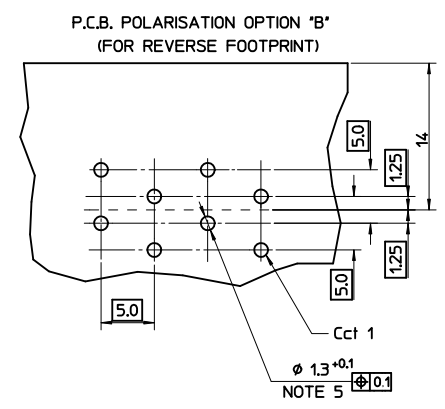 P.C.B. POLARISATION OPTION "B"
(FOR REVERSE FOOTPRINT)
14
5.0
1.25
1.25
5.0
5.0
Cct 1
ø 1.3 +0.1
NOTE 5
⌖ 0.1